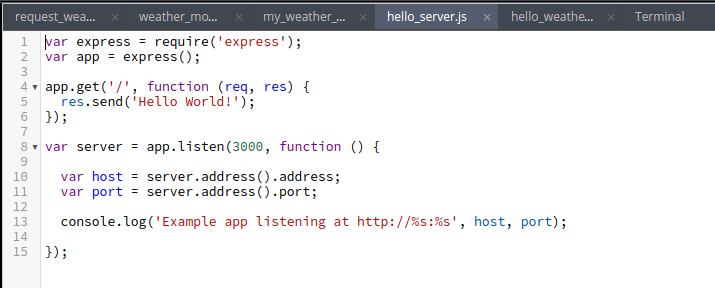 request_wea... × weather_mo... × my_weather_... × hello_server.js × hello_weathe... × Terminal
1 var express = require('express');
2 var app = express();
3
4 app.get('/', function (req, res) {
5   res.send('Hello World!');
6 });
7
8 var server = app.listen(3000, function () {
9
10   var host = server.address().address;
11   var port = server.address().port;
12
13   console.log('Example app listening at http://%s:%s', host, port);
14
15 });